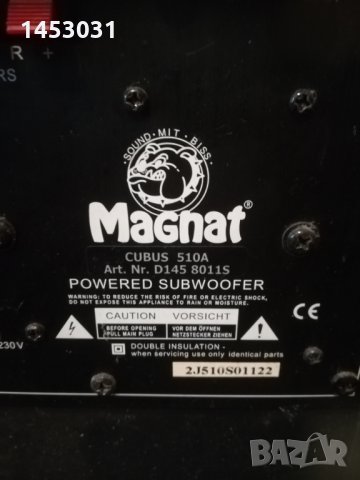 1453031
R +
RS
SOUND · MIT · BISS
Magnat®
CUBUS 510A
Art. Nr. D145 8011S
POWERED SUBWOOFER
WARNING: TO REDUCE THE RISK OF FIRE OR ELECTRIC SHOCK,
DO NOT EXPOSE THIS APPLIANCE TO RAIN OR MOISTURE.
CAUTION VORSICHT
BEFORE OPENING VOR DEM ÖFFNEN
PULL MAIN PLUG NETZSTECKER ZIEHEN
CE
230V
DOUBLE INSULATION -
when servicing use only identical parts
2J510S01122
BAZAR